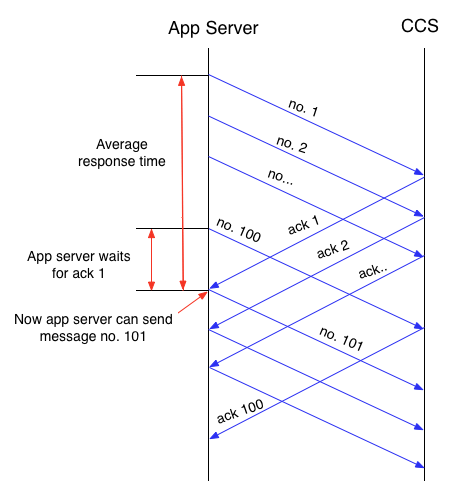 App Server
CCS
no. 1
no. 2
no...
Average
response time
no. 100
ack 1
ack 2
ack..
App server waits
for ack 1
Now app server can send
message no. 101
no. 101
ack 100